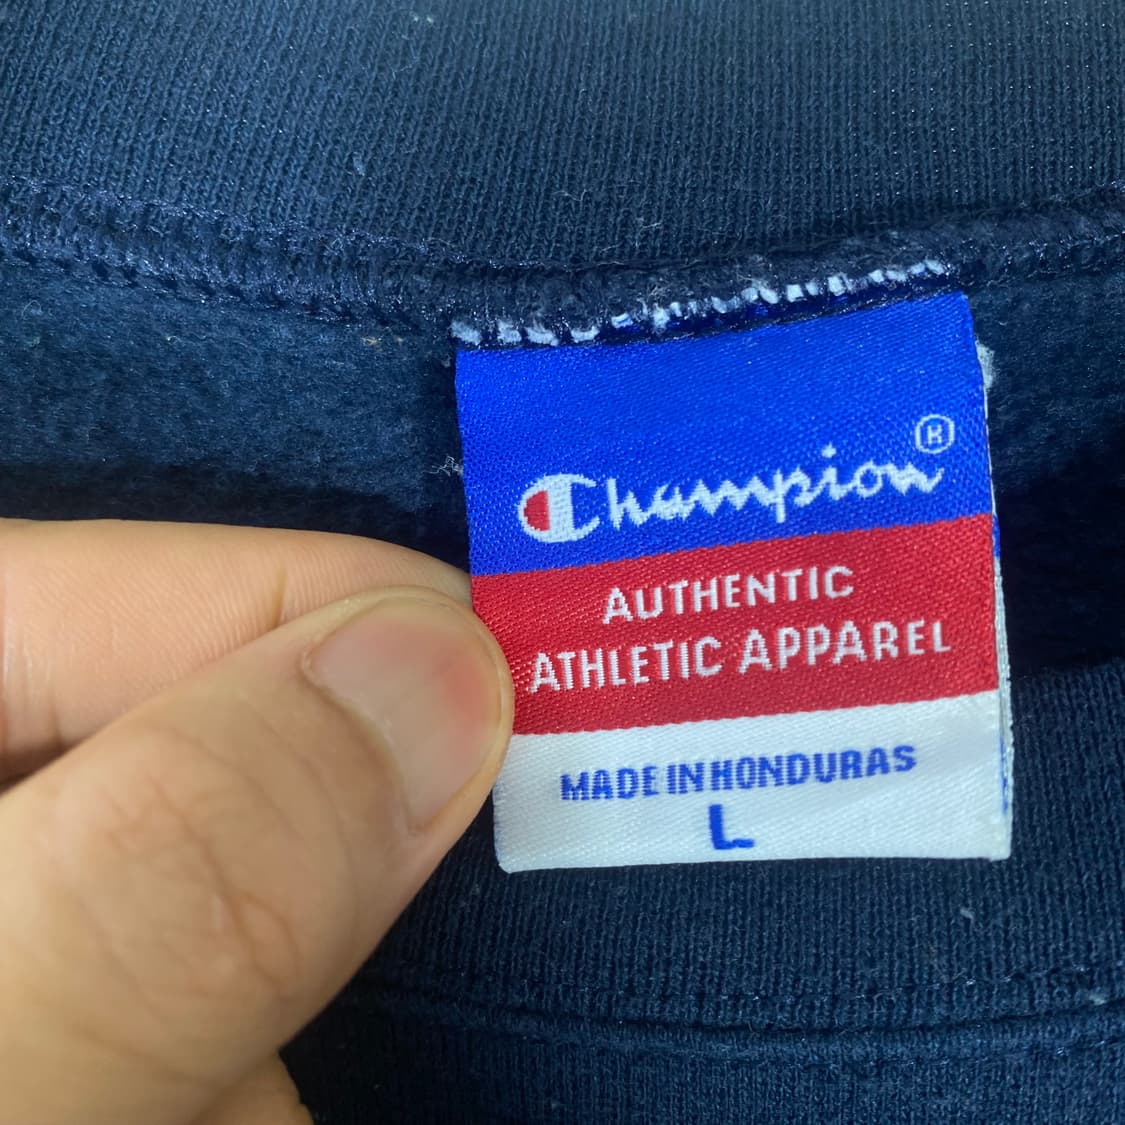 Champion®
AUTHENTIC
ATHLETIC APPAREL
MADE IN HONDURAS
L